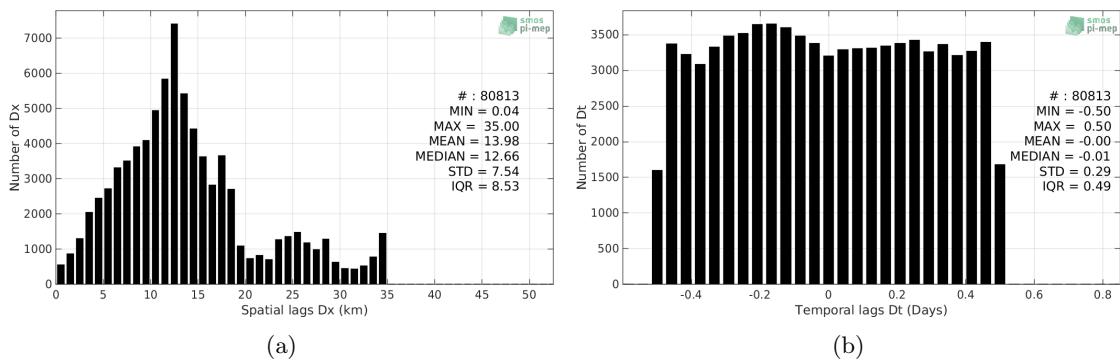 smos
pi-mep
7000
6000
5000
4000
3000
2000
1000
0
Number of Dx
# : 80813
MIN = 0.04
MAX = 35.00
MEAN = 13.98
MEDIAN = 12.66
STD = 7.54
IQR = 8.53
0 5 10 15 20 25 30 35 40 45 50
Spatial lags Dx (km)
(a)
smos
pi-mep
3500
3000
2500
2000
1500
1000
500
0
Number of Dt
# : 80813
MIN = -0.50
MAX = 0.50
MEAN = -0.00
MEDIAN = -0.01
STD = 0.29
IQR = 0.49
-0.4 -0.2 0 0.2 0.4 0.6 0.8
Temporal lags Dt (Days)
(b)